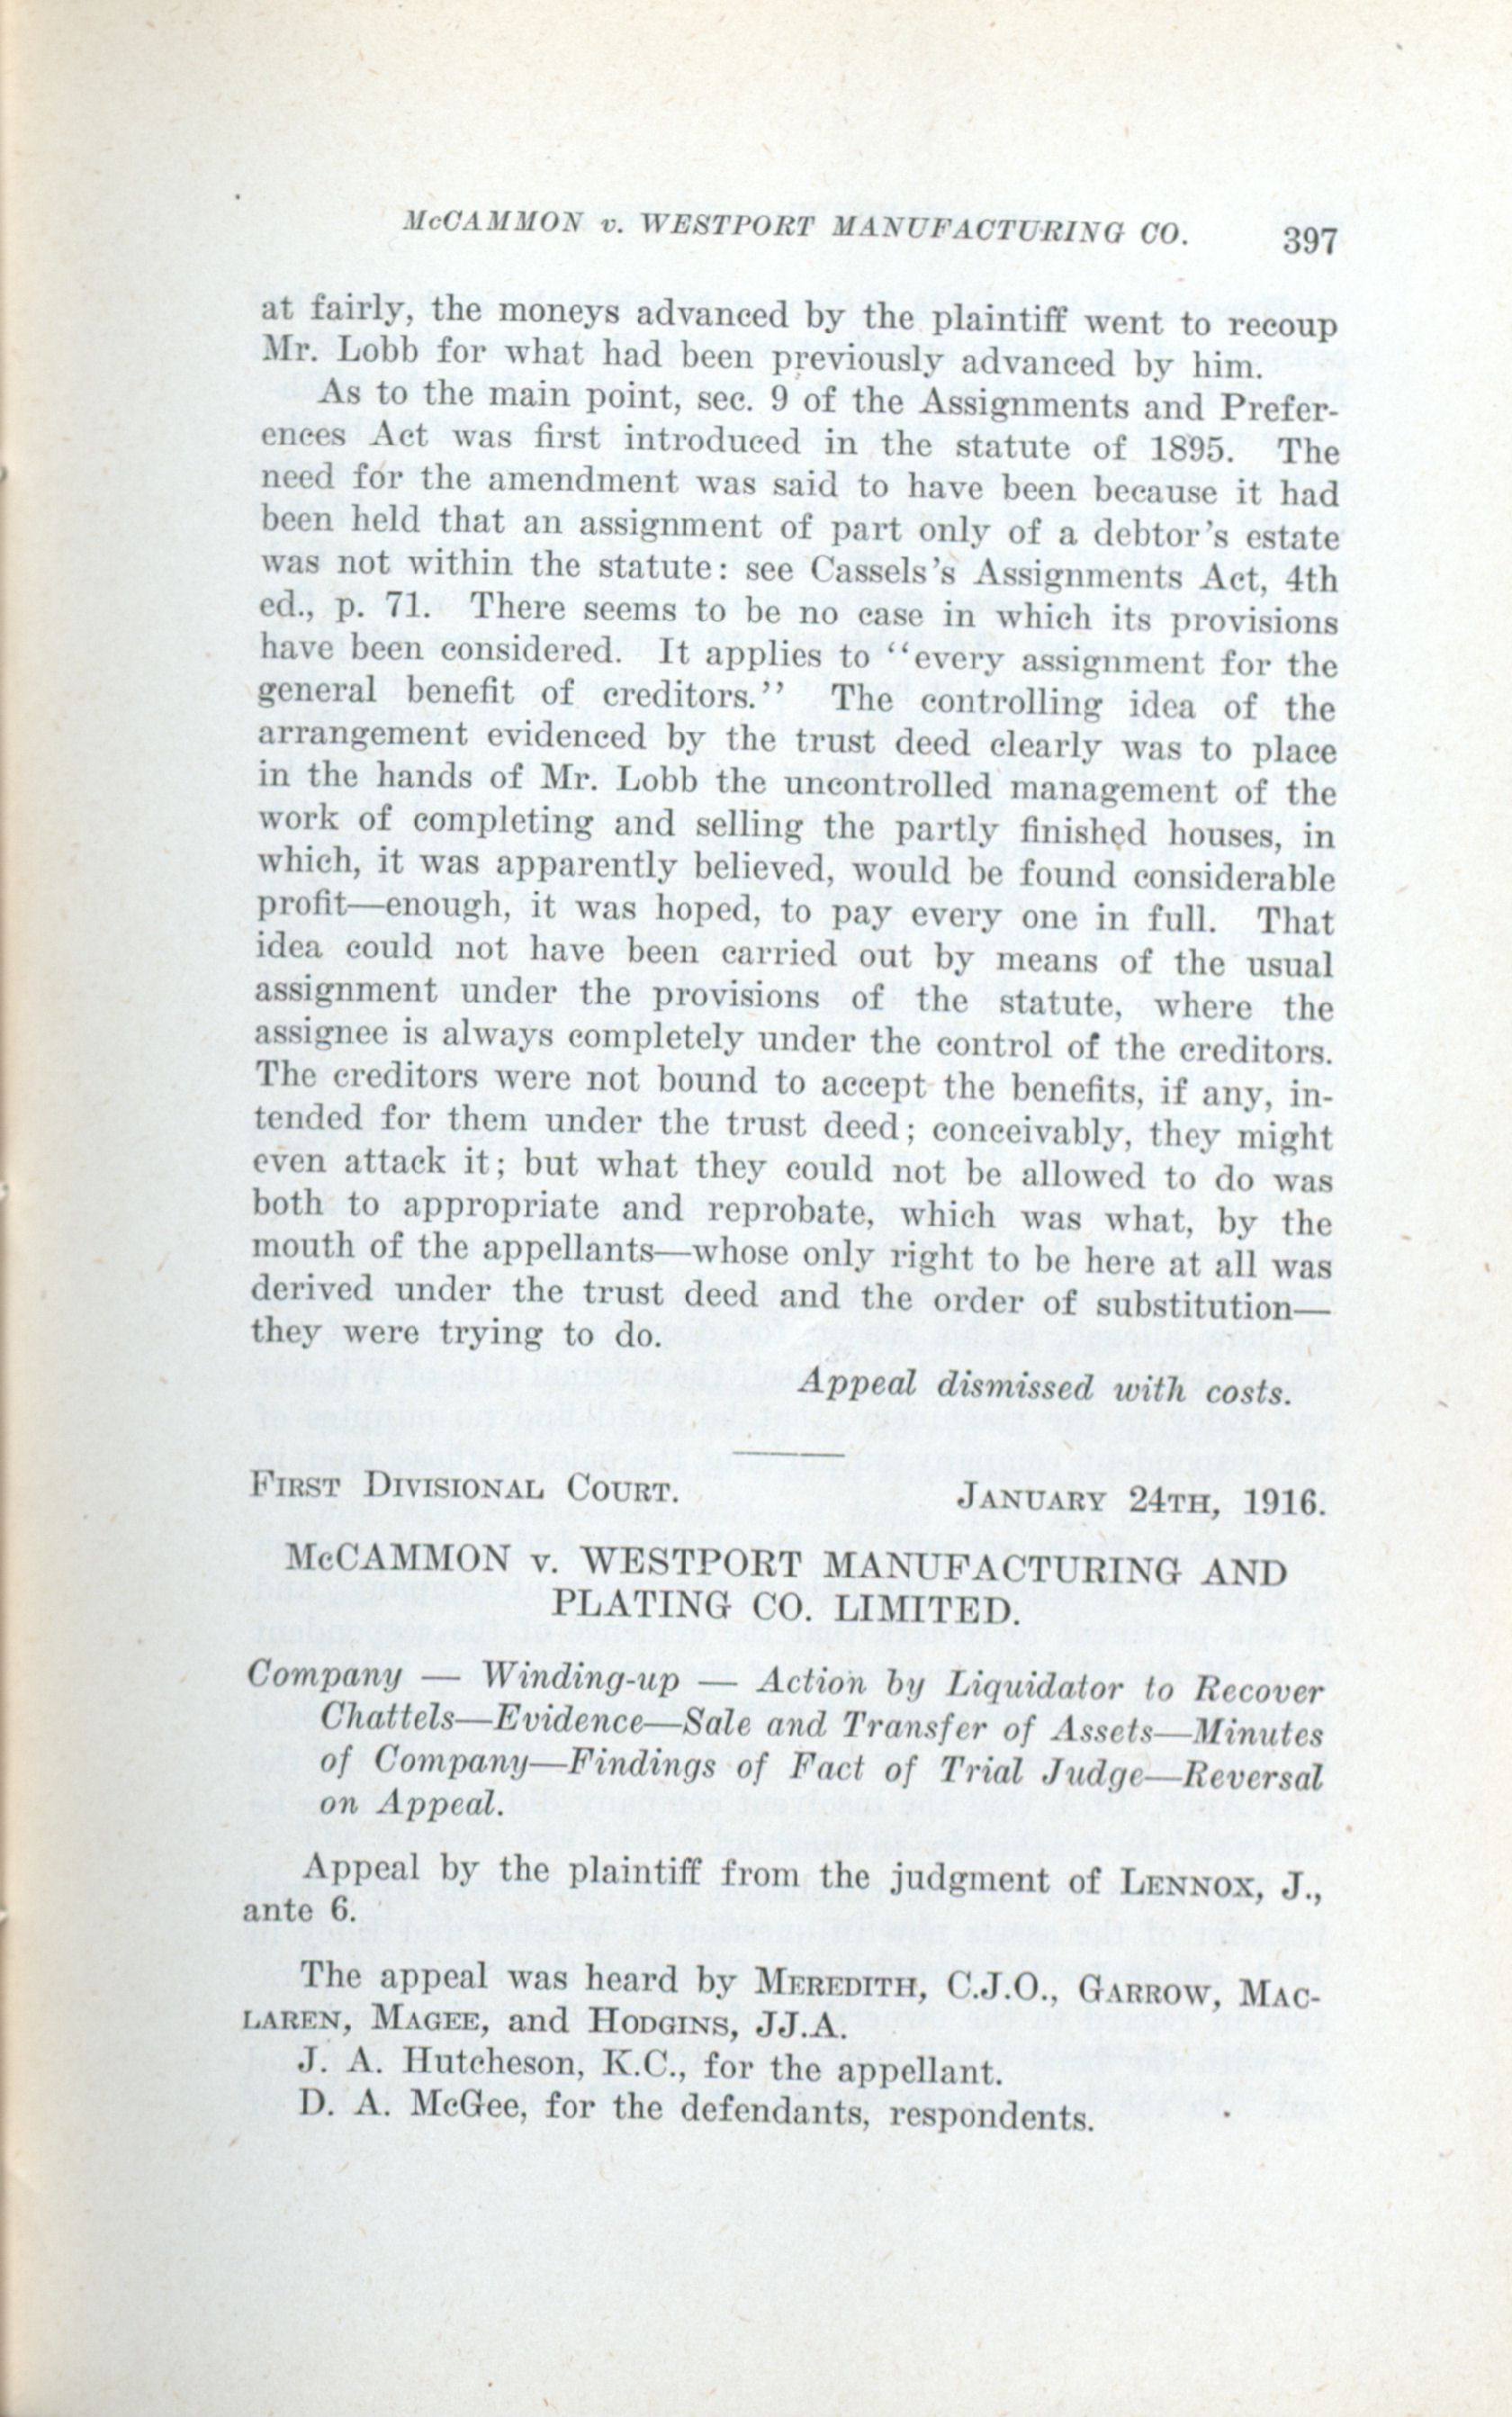 McCAMMON v. WESTPORT MANUFACTURING CO. 397
at fairly, the moneys advanced by the plaintiff went to recoup
Mr. Lobb for what had been previously advanced by him.
As to the main point, sec. 9 of the Assignments and Prefer-
ences Act was first introduced in the statute of 1895. The
need for the amendment was said to have been because it had
been held that an assignment of part only of a debtor's estate
was not within the statute: see Cassels's Assignments Act, 4th
ed., p. 71. There seems to be no case in which its provisions
have been considered. It applies to "every assignment for the
general benefit of creditors." The controlling idea of the
arrangement evidenced by the trust deed clearly was to place
in the hands of Mr. Lobb the uncontrolled management of the
work of completing and selling the partly finished houses, in
which, it was apparently believed, would be found considerable
profit—enough, it was hoped, to pay every one in full. That
idea could not have been carried out by means of the usual
assignment under the provisions of the statute, where the
assignee is always completely under the control of the creditors.
The creditors were not bound to accept the benefits, if any, in-
tended for them under the trust deed; conceivably, they might
even attack it; but what they could not be allowed to do was
both to appropriate and reprobate, which was what, by the
mouth of the appellants—whose only right to be here at all was
derived under the trust deed and the order of substitution—
they were trying to do.
Appeal dismissed with costs.
FIRST DIVISIONAL COURT. JANUARY 24TH, 1916.
McCAMMON v. WESTPORT MANUFACTURING AND
PLATING CO. LIMITED.
Company — Winding-up — Action by Liquidator to Recover
Chattels—Evidence—Sale and Transfer of Assets—Minutes
of Company—Findings of Fact of Trial Judge—Reversal
on Appeal.
Appeal by the plaintiff from the judgment of LENNOX, J.,
ante 6.
The appeal was heard by MEREDITH, C.J.O., GARROW, MAC-
LAREN, MAGEE, and HODGINS, JJ.A.
J. A. Hutcheson, K.C., for the appellant.
D. A. McGee, for the defendants, respondents.